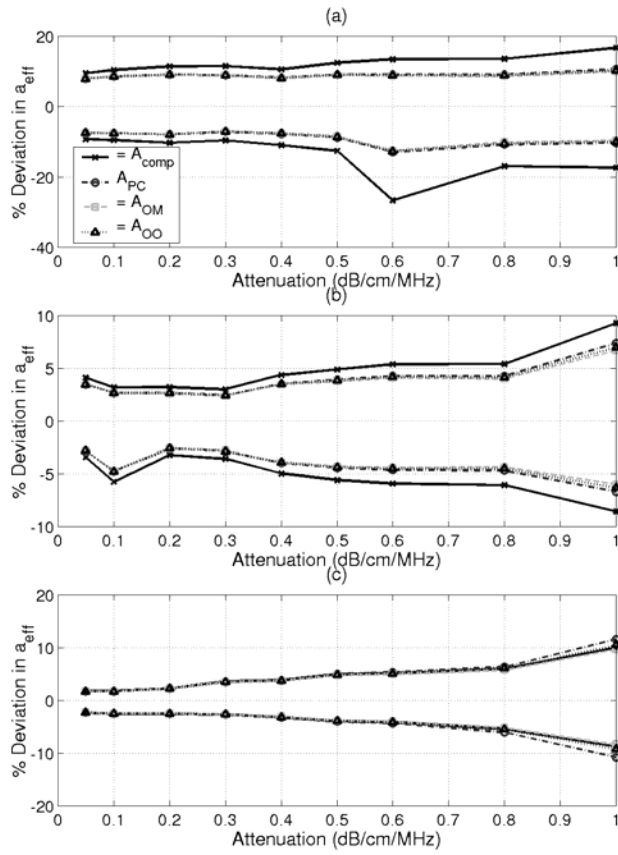 (a)
% Deviation in a_eff
20
10
0
-10
-20
-40
= A_comp
A_PC
= A_OM
= A_OO
0 0.1 0.2 0.3 0.4 0.5 0.6 0.7 0.8 0.9 1
Attenuation (dB/cm/MHz)
(b)
% Deviation in a_eff
10
5
0
-5
-10
0 0.1 0.2 0.3 0.4 0.5 0.6 0.7 0.8 0.9 1
Attenuation (dB/cm/MHz)
(c)
% Deviation in a_eff
20
10
0
-10
-20
0 0.1 0.2 0.3 0.4 0.5 0.6 0.7 0.8 0.9 1
Attenuation (dB/cm/MHz)